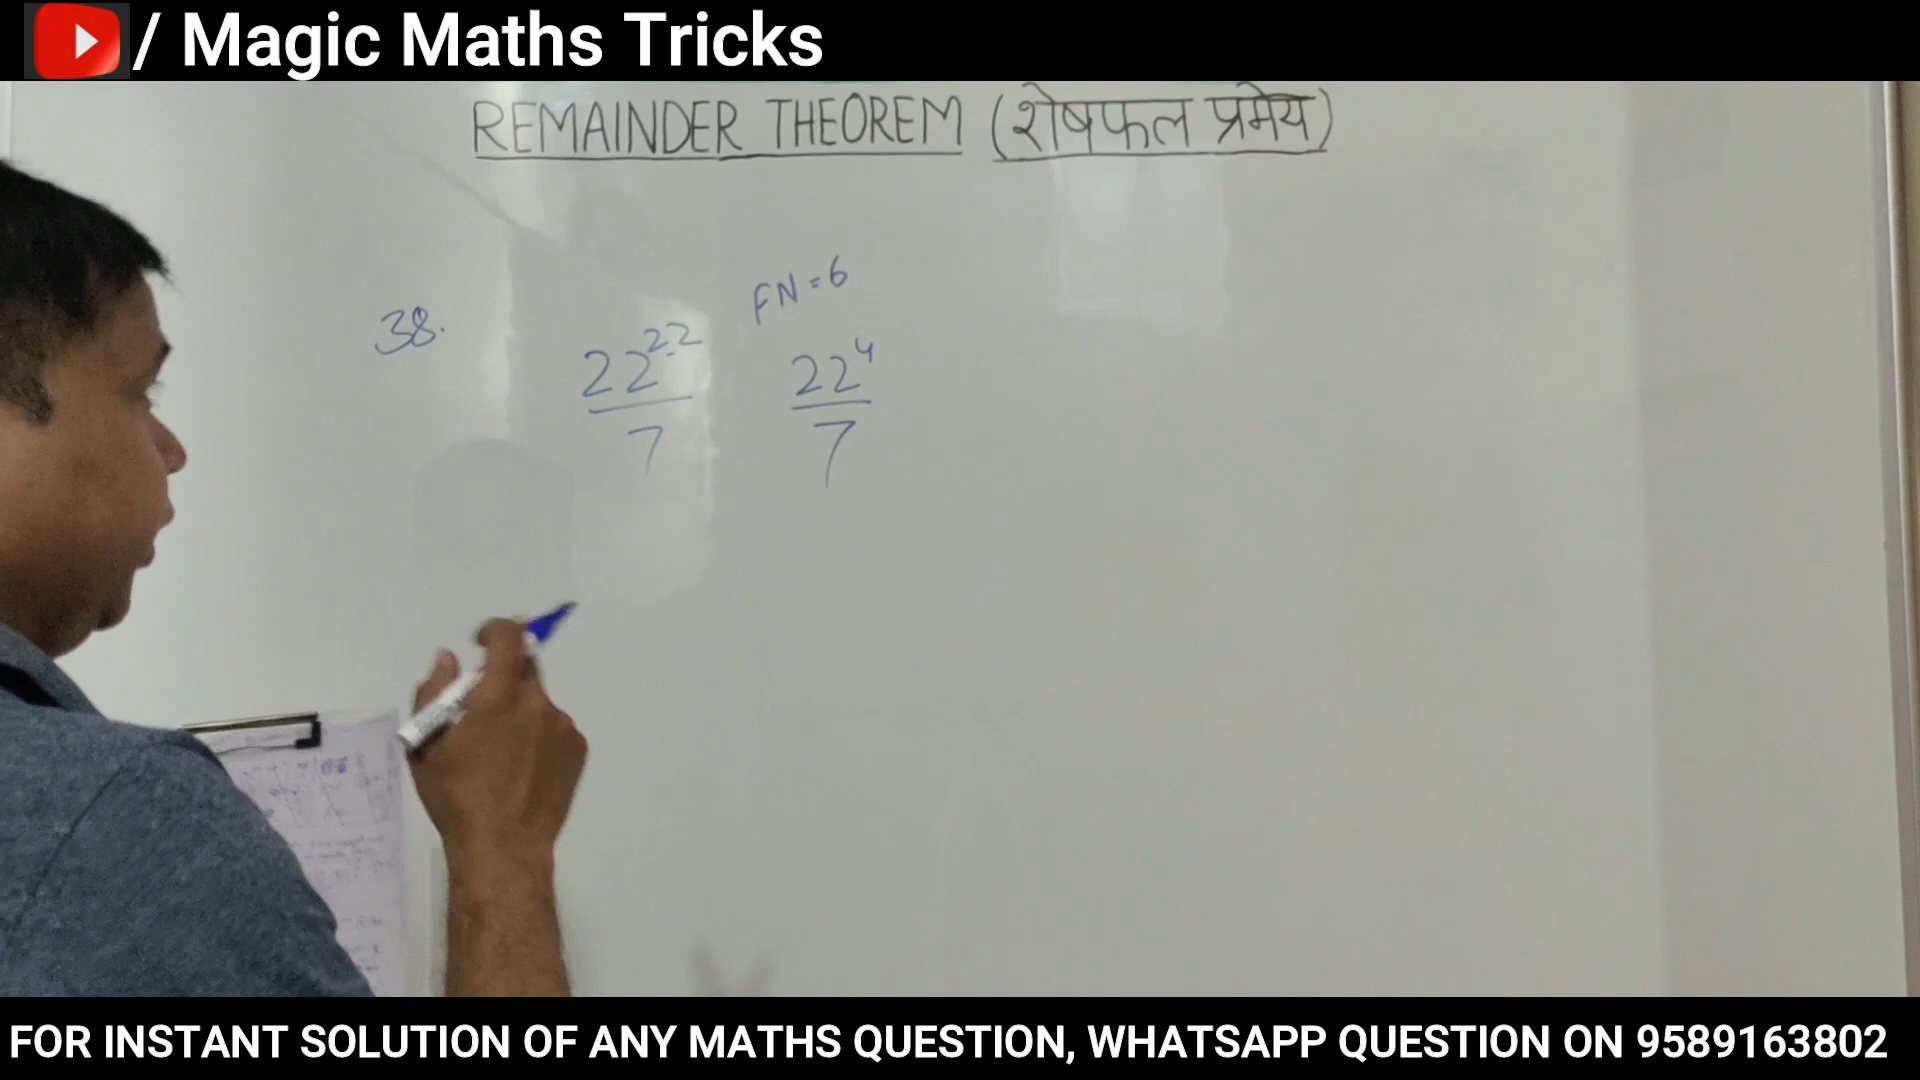 / Magic Maths Tricks
REMAINDER THEOREM (शेषफल प्रमेय)
FN = 6
38.
22^22 / 7
22^4 / 7
FOR INSTANT SOLUTION OF ANY MATHS QUESTION, WHATSAPP QUESTION ON 9589163802